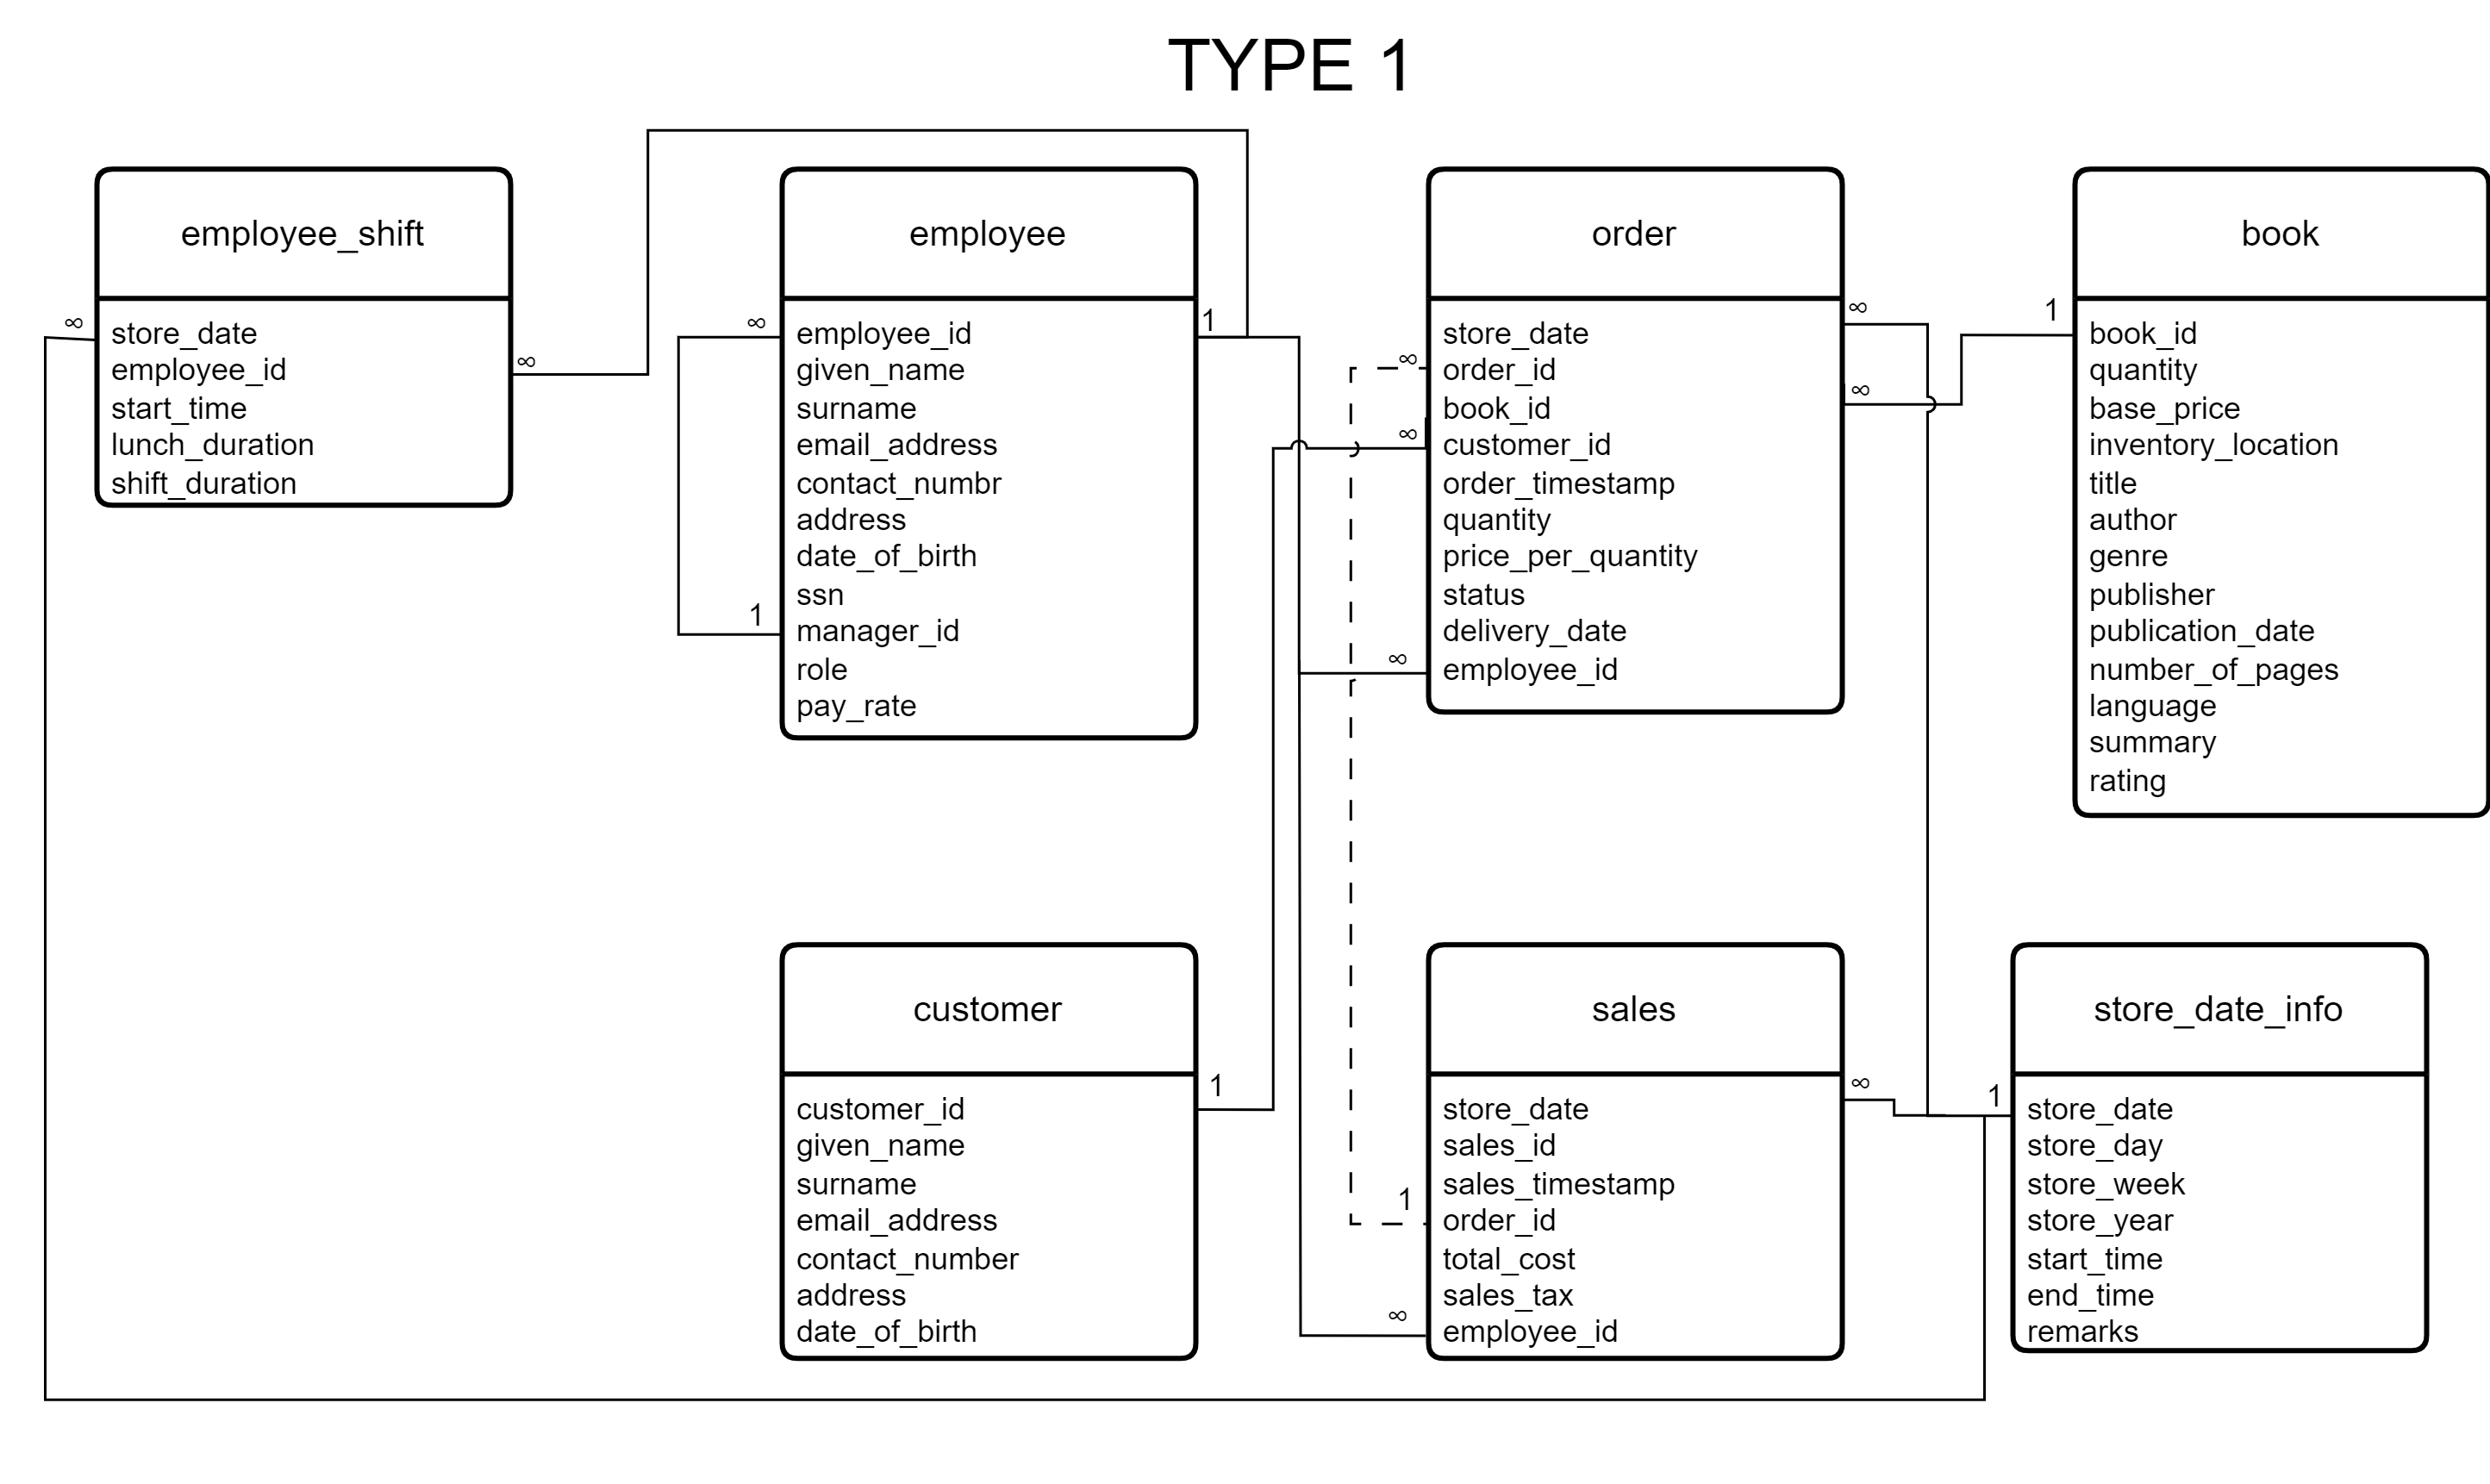 TYPE 1
employee_shift
∞
store_date
employee_id
∞
start_time
lunch_duration
shift_duration
employee
∞
1
employee_id
given_name
surname
email_address
contact_numbr
address
date_of_birth
ssn
1
manager_id
role
pay_rate
order
∞
store_date
∞
order_id
∞
book_id
∞
customer_id
order_timestamp
quantity
price_per_quantity
status
delivery_date
∞
employee_id
book
1
book_id
quantity
base_price
inventory_location
title
author
genre
publisher
publication_date
number_of_pages
language
summary
rating
customer
1
customer_id
given_name
surname
email_address
contact_number
address
date_of_birth
sales
∞
store_date
sales_id
sales_timestamp
1
order_id
total_cost
sales_tax
∞
employee_id
store_date_info
1
store_date
store_day
store_week
store_year
start_time
end_time
remarks